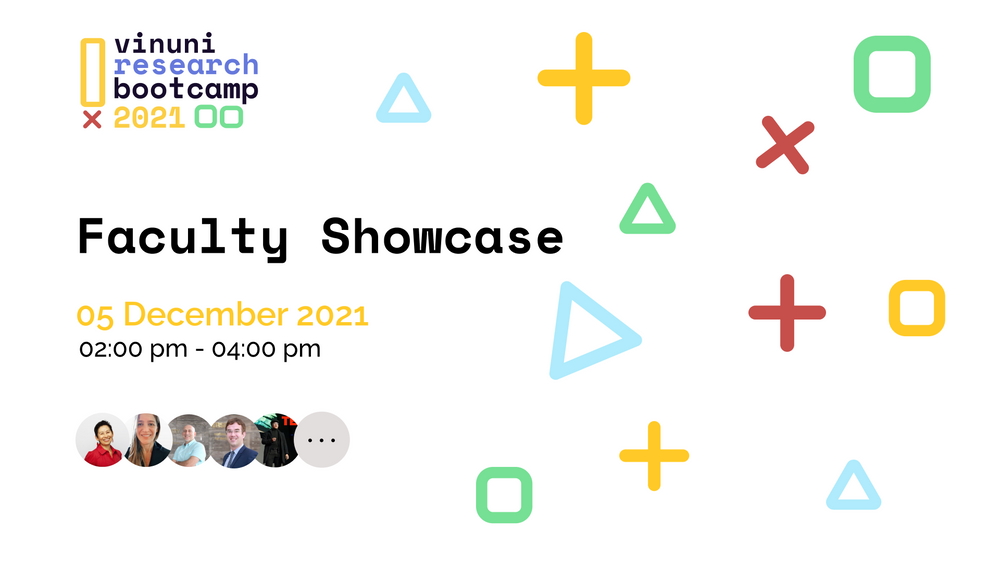 vinuni
research
bootcamp
2021
Faculty Showcase
05 December 2021
02:00 pm - 04:00 pm
...